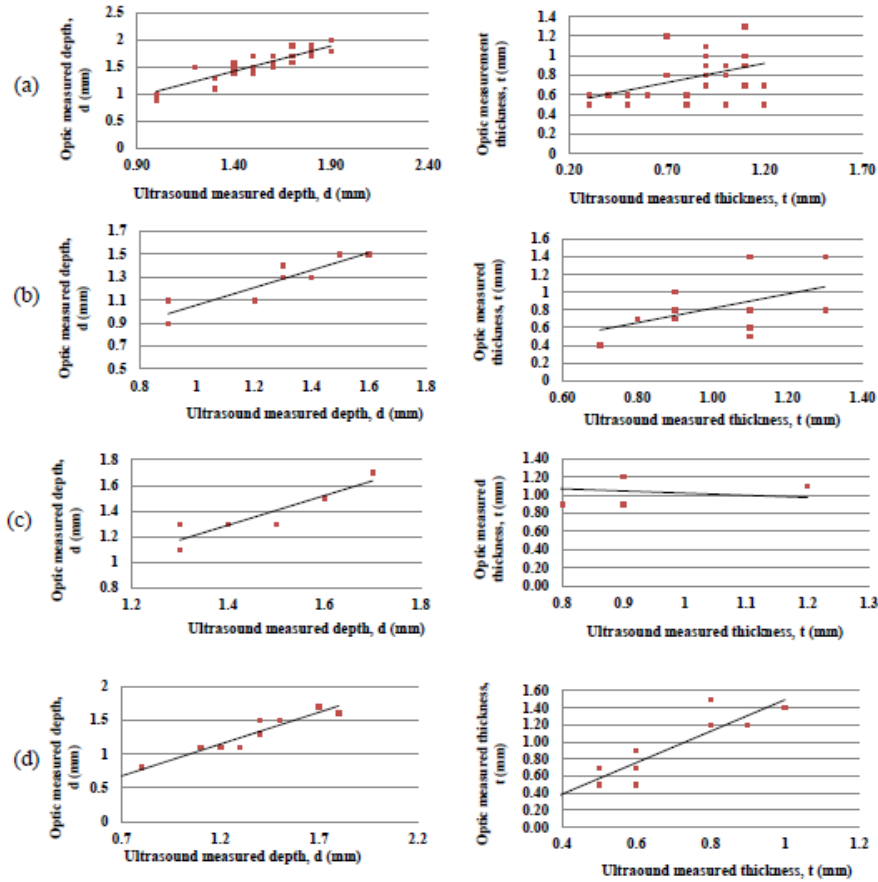 (a)
Optic measured depth,
d (mm)
2.5
2
1.5
1
0.5
0
0.90 1.40 1.90 2.40
Ultrasound measured depth, d (mm)
Optic measurement
thickness, t (mm)
1.4
1.2
1
0.8
0.6
0.4
0.2
0
0.20 0.70 1.20 1.70
Ultrasound measured thickness, t (mm)
(b)
Optic measured depth,
d (mm)
1.7
1.5
1.3
1.1
0.9
0.7
0.5
0.8 1 1.2 1.4 1.6 1.8
Ultrasound measured depth, d (mm)
Optic measured
thickness, t (mm)
1.6
1.4
1.2
1
0.8
0.6
0.4
0.2
0
0.60 0.80 1.00 1.20 1.40
Ultrasound measured thickness, t (mm)
(c)
Optic measured depth,
d (mm)
1.8
1.6
1.4
1.2
1
0.8
1.2 1.4 1.6 1.8
Ultrasound measured depth, d (mm)
Optic measured
thickness, t (mm)
1.40
1.20
1.00
0.80
0.60
0.40
0.20
0.00
0.8 0.9 1 1.1 1.2 1.3
Ultrasound measured thickness, t (mm)
(d)
Optic measured depth,
d (mm)
2
1.5
1
0.5
0
0.7 1.2 1.7 2.2
Ultrasound measured depth, d (mm)
Optic measured thickness,
t (mm)
1.60
1.40
1.20
1.00
0.80
0.60
0.40
0.20
0.00
0.4 0.6 0.8 1 1.2
Ultraound measured thickness, t (mm)